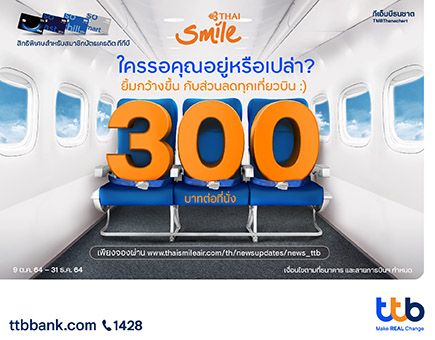 THAI
Smile
สิทธิพิเศษสำหรับสมาชิกบัตรเครดิต ทีทีบี
ทีเอ็มบีธนชาต
TMBThanachart
ใครรอคุณอยู่หรือเปล่า?
ยิ้มกว้างขึ้น กับส่วนลดทุกเที่ยวบิน :)
300
บาทต่อที่นั่ง
เพียงจองผ่าน www.thaismileair.com/th/newsupdates/news_ttb
9 ต.ค. 64 – 31 ธ.ค. 64
เงื่อนไขตามที่ธนาคาร และสายการบินฯ กำหนด
ttbbank.com 1428
ttb
Make REAL Change